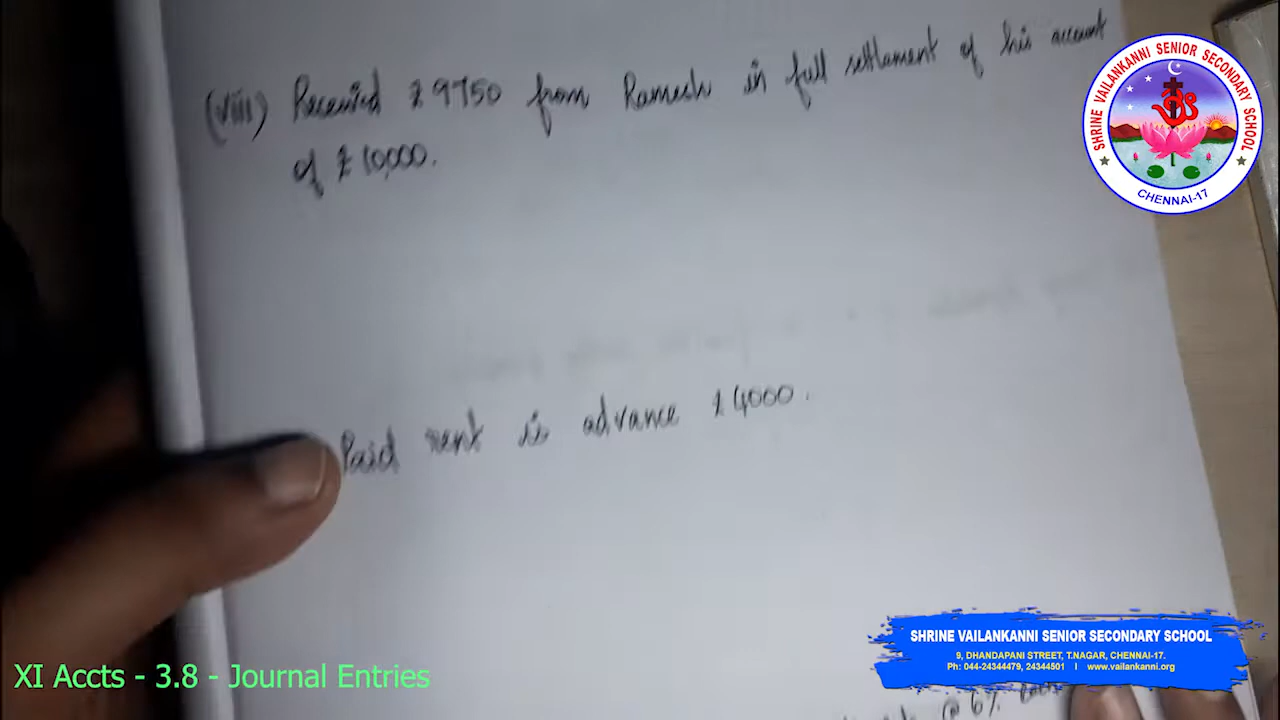 (viii) Received ₹ 9750 from Ramesh in full settlement of his account
of ₹ 10,000.
Paid rent is advance ₹ 4000.
@ 6%
SHRINE VAILANKANNI SENIOR SECONDARY SCHOOL
CHENNAI-17
SHRINE VAILANKANNI SENIOR SECONDARY SCHOOL
9, DHANDAPANI STREET, T.NAGAR, CHENNAI-17.
Ph: 044-24344479, 24344501 I www.vailankanni.org
XI Accts - 3.8 - Journal Entries